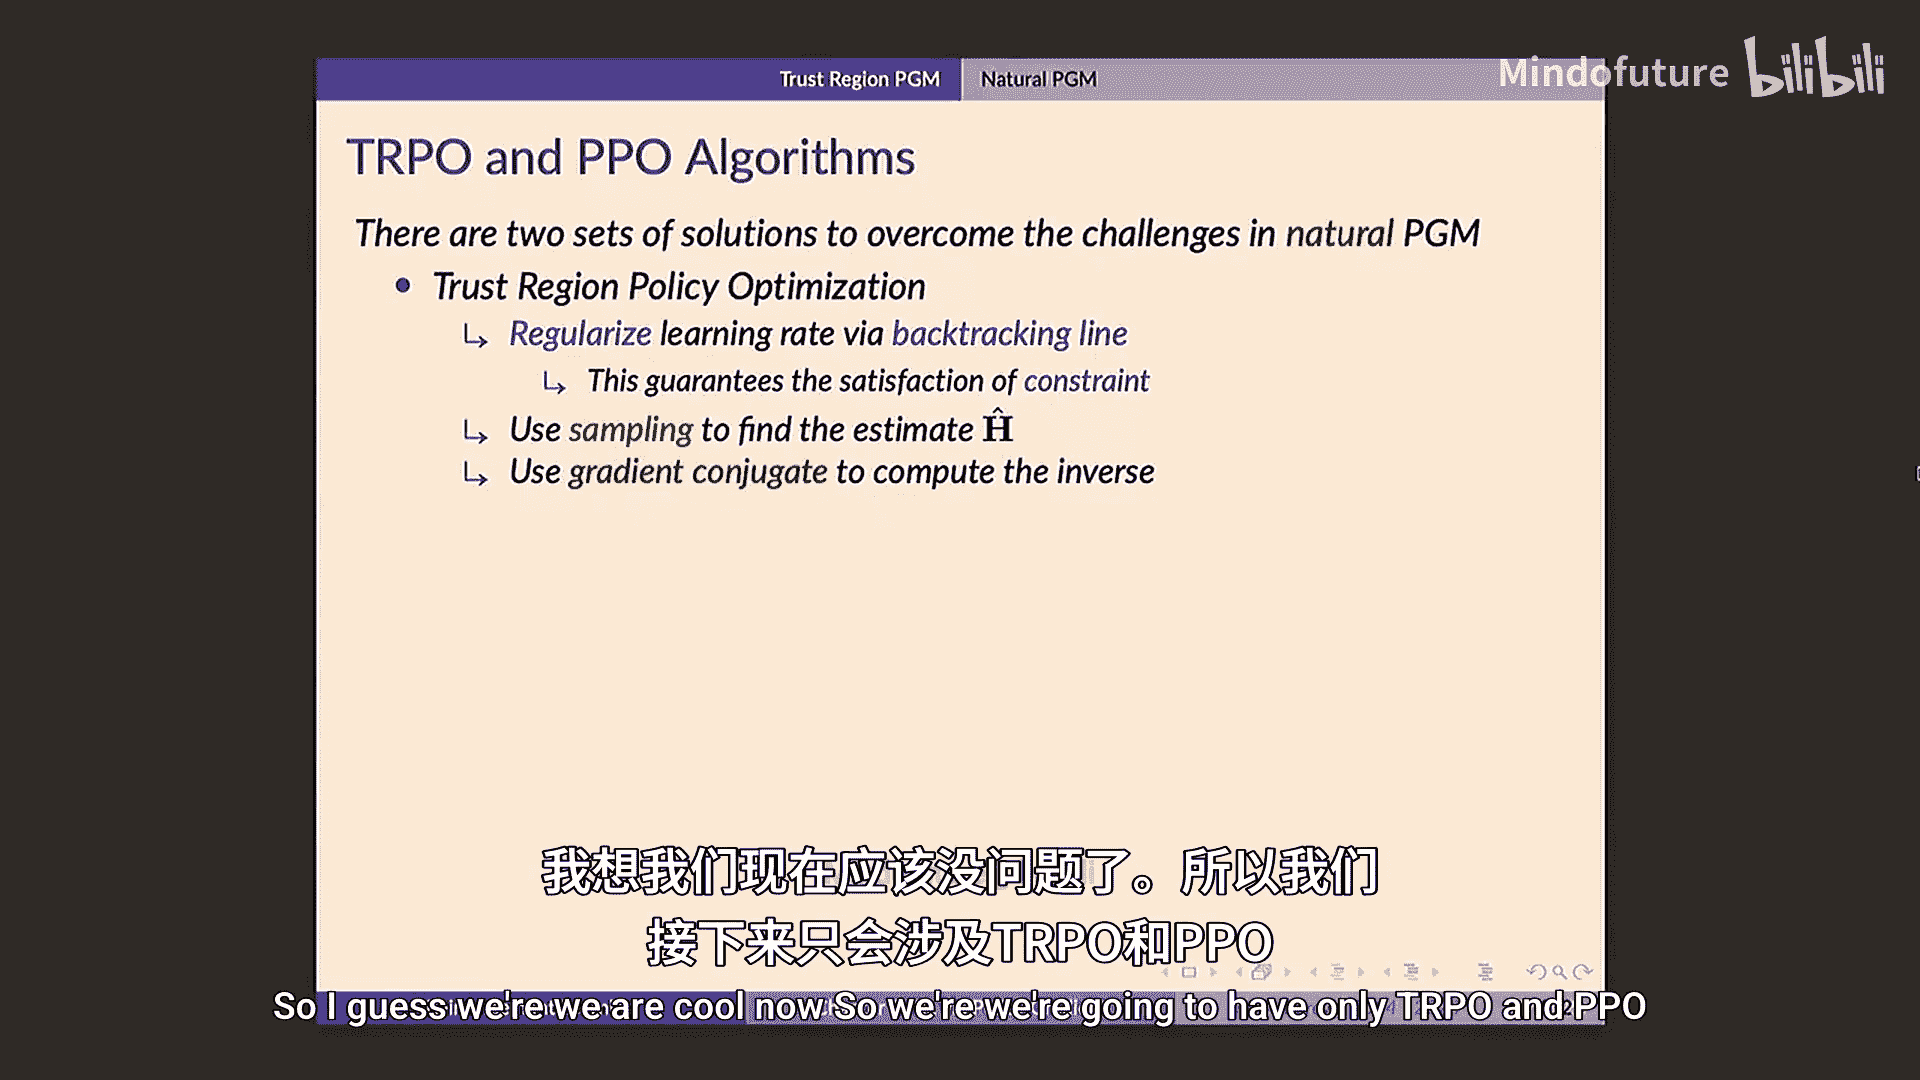 Trust Region PGM
Natural PGM
Mindofuture bilibili
TRPO and PPO Algorithms
There are two sets of solutions to overcome the challenges in natural PGM
• Trust Region Policy Optimization
↳ Regularize learning rate via backtracking line
↳ This guarantees the satisfaction of constraint
↳ Use sampling to find the estimate Ĥ
↳ Use gradient conjugate to compute the inverse
我想我们现在应该没问题了。所以我们
接下来只会涉及TRPO和PPO
So I guess we're we are cool now So we're we're going to have only TRPO and PPO